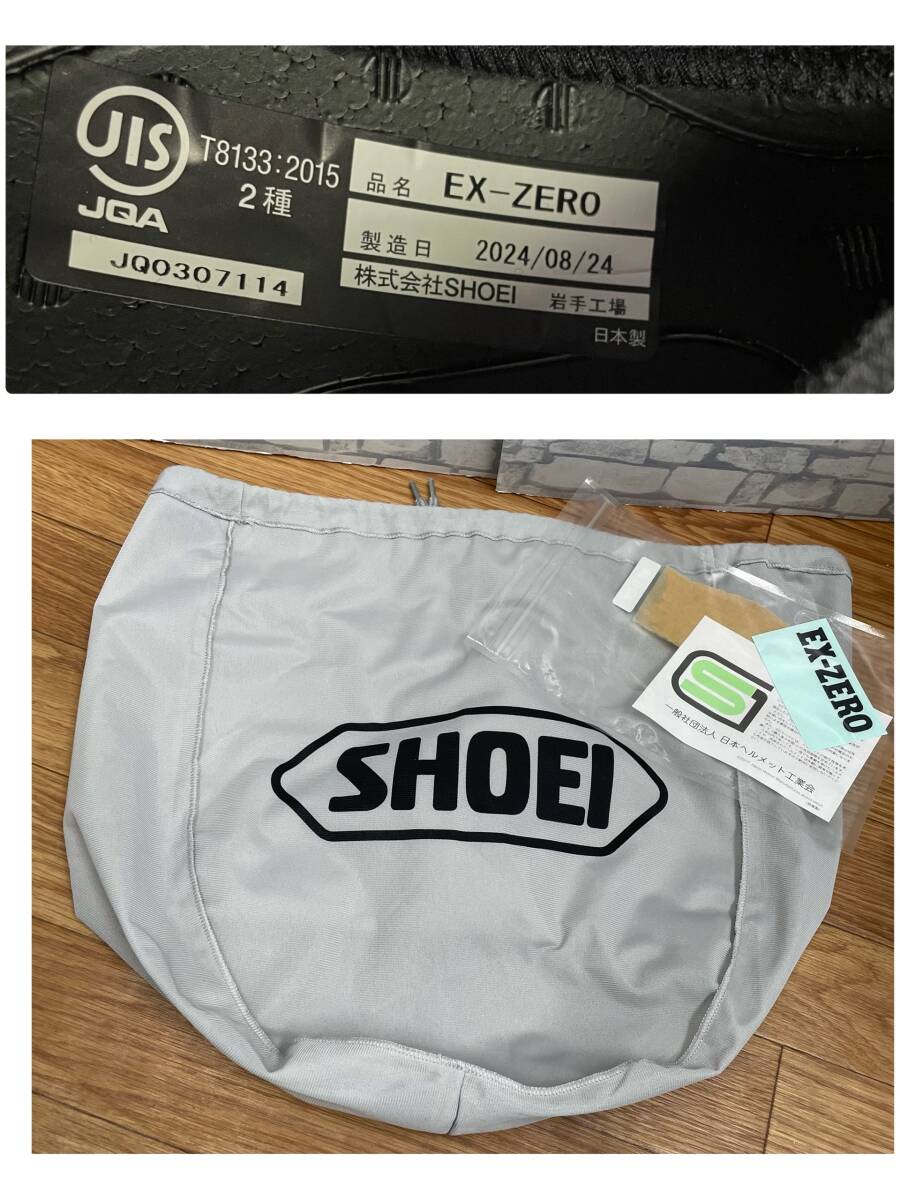 JIS
JQA
T8133:2015
2種
JQ0307114
品名 EX-ZERO
製造日 2024/08/24
株式会社SHOEI 岩手工場
日本製
SHOEI
EX-ZERO
一般社団法人 日本ヘルメット工業会